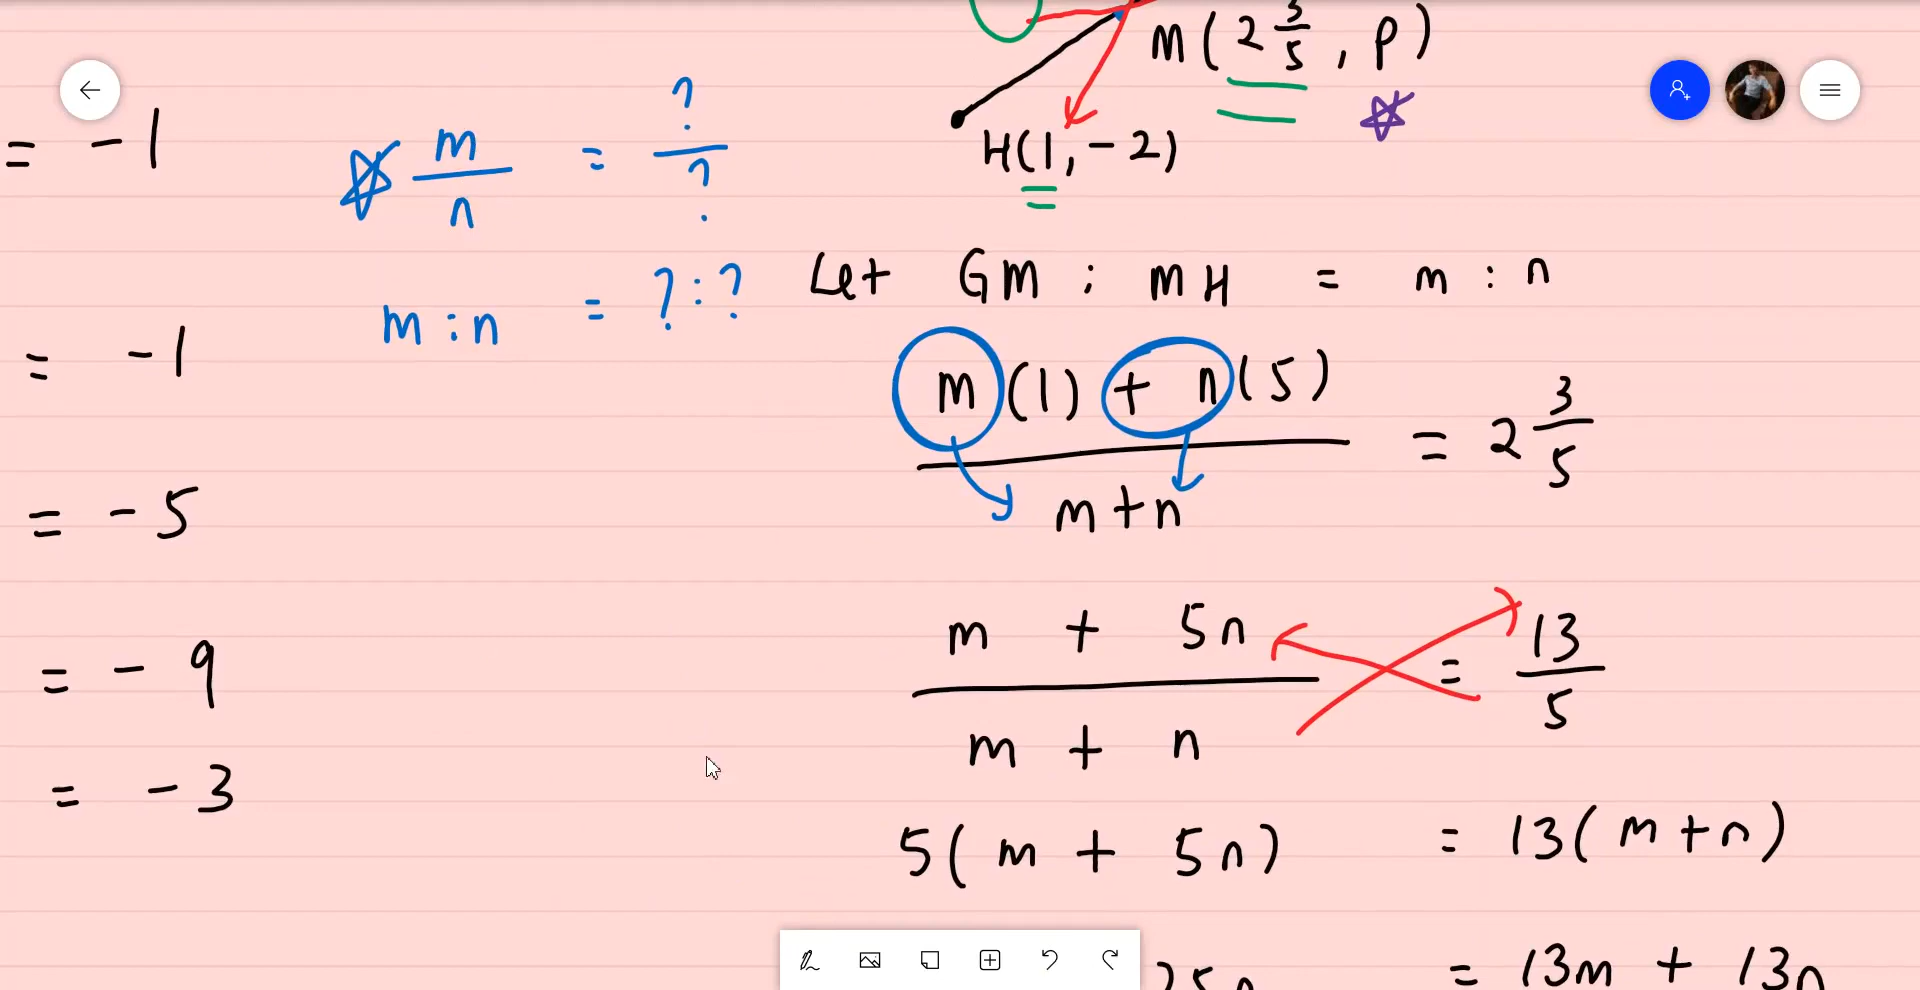 M(2 3/5, p)
H(1, -2)
= -1
☆ m/n = ?/?
m : n = ? : ?
= -1
= -5
= -9
= -3
Let GM : MH = m : n
m(1) + n(5) / m+n = 2 3/5
m + 5n / m + n = 13/5
5(m + 5n) = 13(m+n)
25n = 13m + 13n